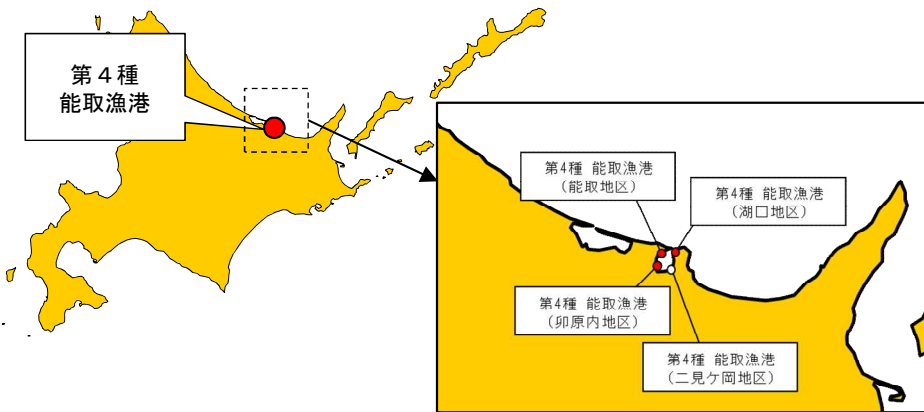 第４種
能取漁港
第4種 能取漁港
（能取地区）
第4種 能取漁港
（湖口地区）
第4種 能取漁港
（卯原内地区）
第4種 能取漁港
（二見ケ岡地区）